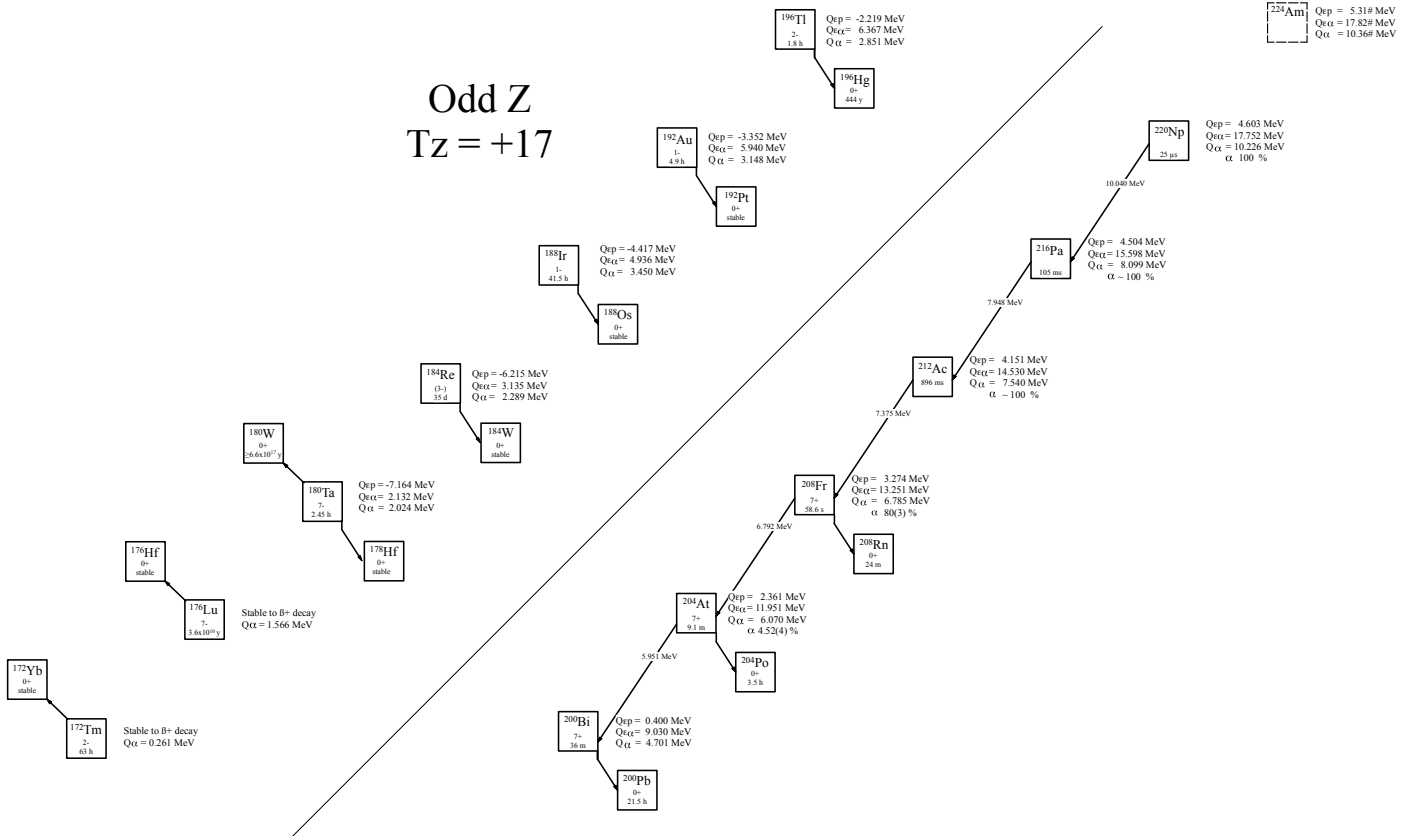 Odd Z
Tz = +17
¹⁹⁶Tl
2-
1.8 h
Qεp = -2.219 MeV
Qεα= 6.367 MeV
Qα = 2.851 MeV
¹⁹⁶Hg
0+
444 y
¹⁹²Au
1-
4.9 h
Qεp = -3.352 MeV
Qεα = 5.940 MeV
Qα = 3.148 MeV
¹⁹²Pt
0+
stable
¹⁸⁸Ir
1-
41.5 h
Qεp = -4.417 MeV
Qεα = 4.936 MeV
Qα = 3.450 MeV
¹⁸⁸Os
0+
stable
¹⁸⁴Re
(3-)
35 d
Qεp = -6.215 MeV
Qεα= 3.135 MeV
Qα = 2.289 MeV
¹⁸⁴W
0+
stable
¹⁸⁰W
0+
≥6.6x10¹⁷ y
¹⁸⁰Ta
7-
2.45 h
Qεp = -7.164 MeV
Qεα= 2.132 MeV
Qα = 2.024 MeV
¹⁷⁸Hf
0+
stable
¹⁷⁶Hf
0+
stable
¹⁷⁶Lu
7-
3.6x10¹⁰ y
Stable to ß+ decay
Qα = 1.566 MeV
¹⁷²Yb
0+
stable
¹⁷²Tm
2-
63 h
Stable to ß+ decay
Qα = 0.261 MeV
²²⁴Am
Qεp = 5.31# MeV
Qεα = 17.82# MeV
Qα = 10.36# MeV
²²⁰Np
25 µs
Qεp = 4.603 MeV
Qεα = 17.752 MeV
Qα = 10.226 MeV
α 100 %
10.040 MeV
²¹⁶Pa
105 ms
Qεp = 4.504 MeV
Qεα= 15.598 MeV
Qα = 8.099 MeV
α ~ 100 %
7.948 MeV
²¹²Ac
896 ms
Qεp = 4.151 MeV
Qεα= 14.530 MeV
Qα = 7.540 MeV
α ~ 100 %
7.375 MeV
²⁰⁸Fr
7+
58.6 s
Qεp = 3.274 MeV
Qεα= 13.251 MeV
Qα = 6.785 MeV
α 80(3) %
6.792 MeV
²⁰⁸Rn
0+
24 m
²⁰⁴At
7+
9.1 m
Qεp = 2.361 MeV
Qεα= 11.951 MeV
Qα = 6.070 MeV
α 4.52(4) %
5.951 MeV
²⁰⁴Po
0+
3.5 h
²⁰⁰Bi
7+
36 m
Qεp = 0.400 MeV
Qεα = 9.030 MeV
Qα = 4.701 MeV
²⁰⁰Pb
0+
21.5 h